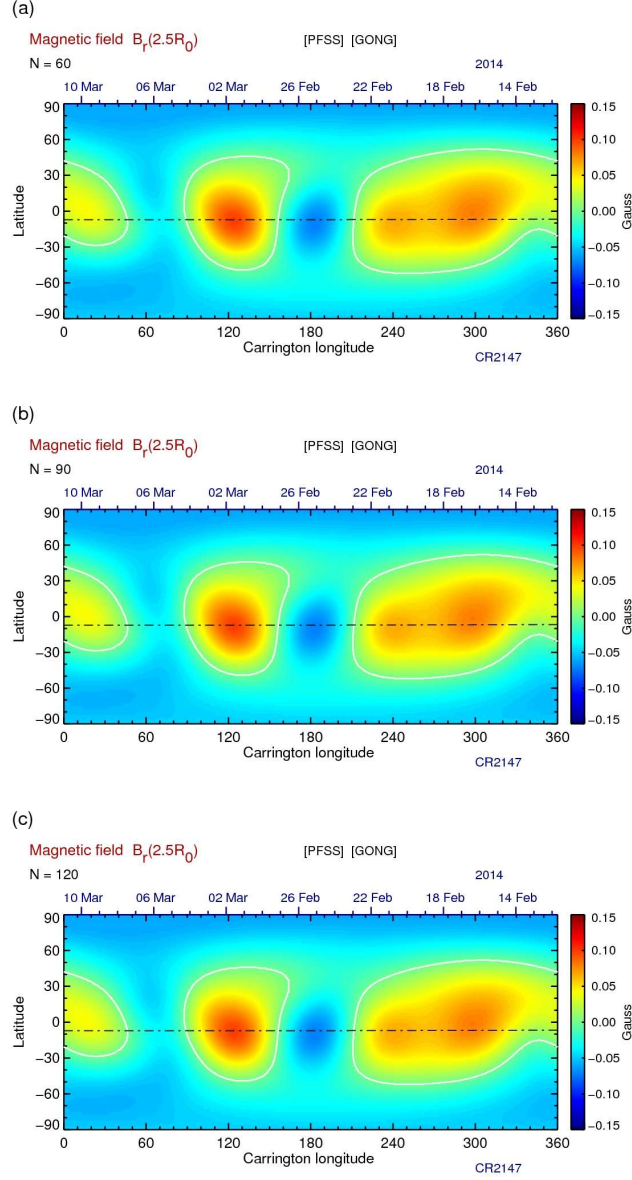 (a)
Magnetic field B_r(2.5R_0) [PFSS] [GONG]
N = 60 2014
10 Mar 06 Mar 02 Mar 26 Feb 22 Feb 18 Feb 14 Feb
90
60
30
0
−30
−60
−90
Latitude
0 60 120 180 240 300 360
Carrington longitude
CR2147
0.15
0.10
0.05
0.00
−0.05
−0.10
−0.15
Gauss
(b)
Magnetic field B_r(2.5R_0) [PFSS] [GONG]
N = 90 2014
10 Mar 06 Mar 02 Mar 26 Feb 22 Feb 18 Feb 14 Feb
90
60
30
0
−30
−60
−90
Latitude
0 60 120 180 240 300 360
Carrington longitude
CR2147
0.15
0.10
0.05
0.00
−0.05
−0.10
−0.15
Gauss
(c)
Magnetic field B_r(2.5R_0) [PFSS] [GONG]
N = 120 2014
10 Mar 06 Mar 02 Mar 26 Feb 22 Feb 18 Feb 14 Feb
90
60
30
0
−30
−60
−90
Latitude
0 60 120 180 240 300 360
Carrington longitude
CR2147
0.15
0.10
0.05
0.00
−0.05
−0.10
−0.15
Gauss